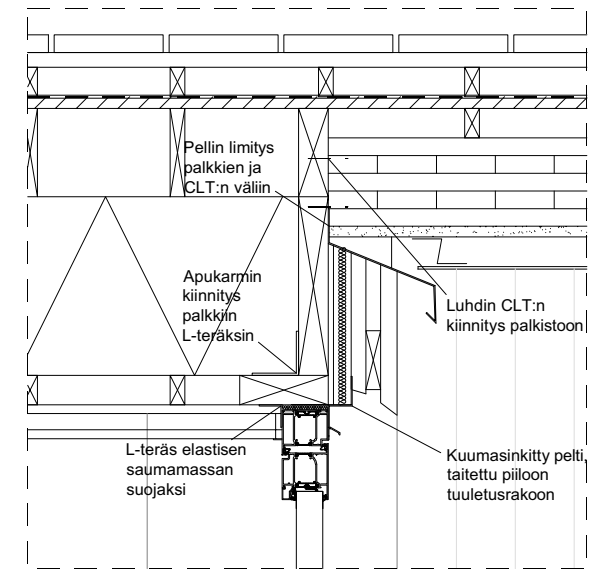 Pellin limitys
palkkien ja
CLT:n väliin
Apukarmin
kiinnitys
palkkiin
L-teräksin
Luhdin CLT:n
kiinnitys palkistoon
L-teräs elastisen
saumamassan
suojaksi
Kuumasinkitty pelti,
taitettu piiloon
tuuletusrakoon